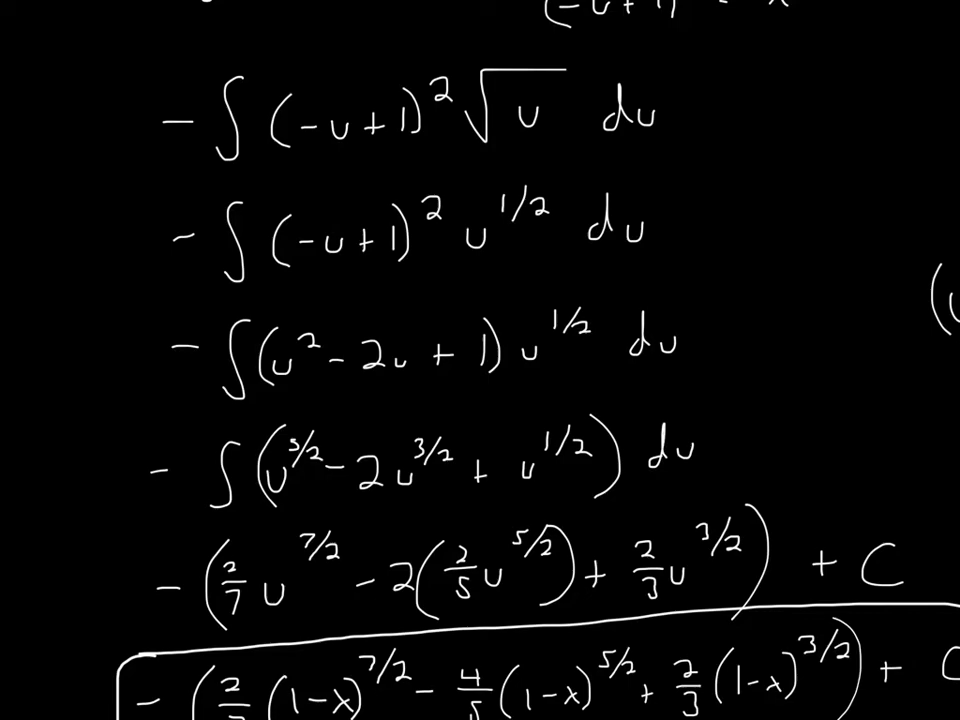 (-u+1)
- ∫ (-u+1)² √u du
- ∫ (-u+1)² u^1/2 du
- ∫ (u² - 2u + 1) u^1/2 du
- ∫ (u^5/2 - 2u^3/2 + u^1/2) du
- (2/7 u^7/2 - 2(2/5 u^5/2) + 2/3 u^3/2) + C
- (2/7 (1-x)^7/2 - 4/5 (1-x)^5/2 + 2/3 (1-x)^3/2) + C